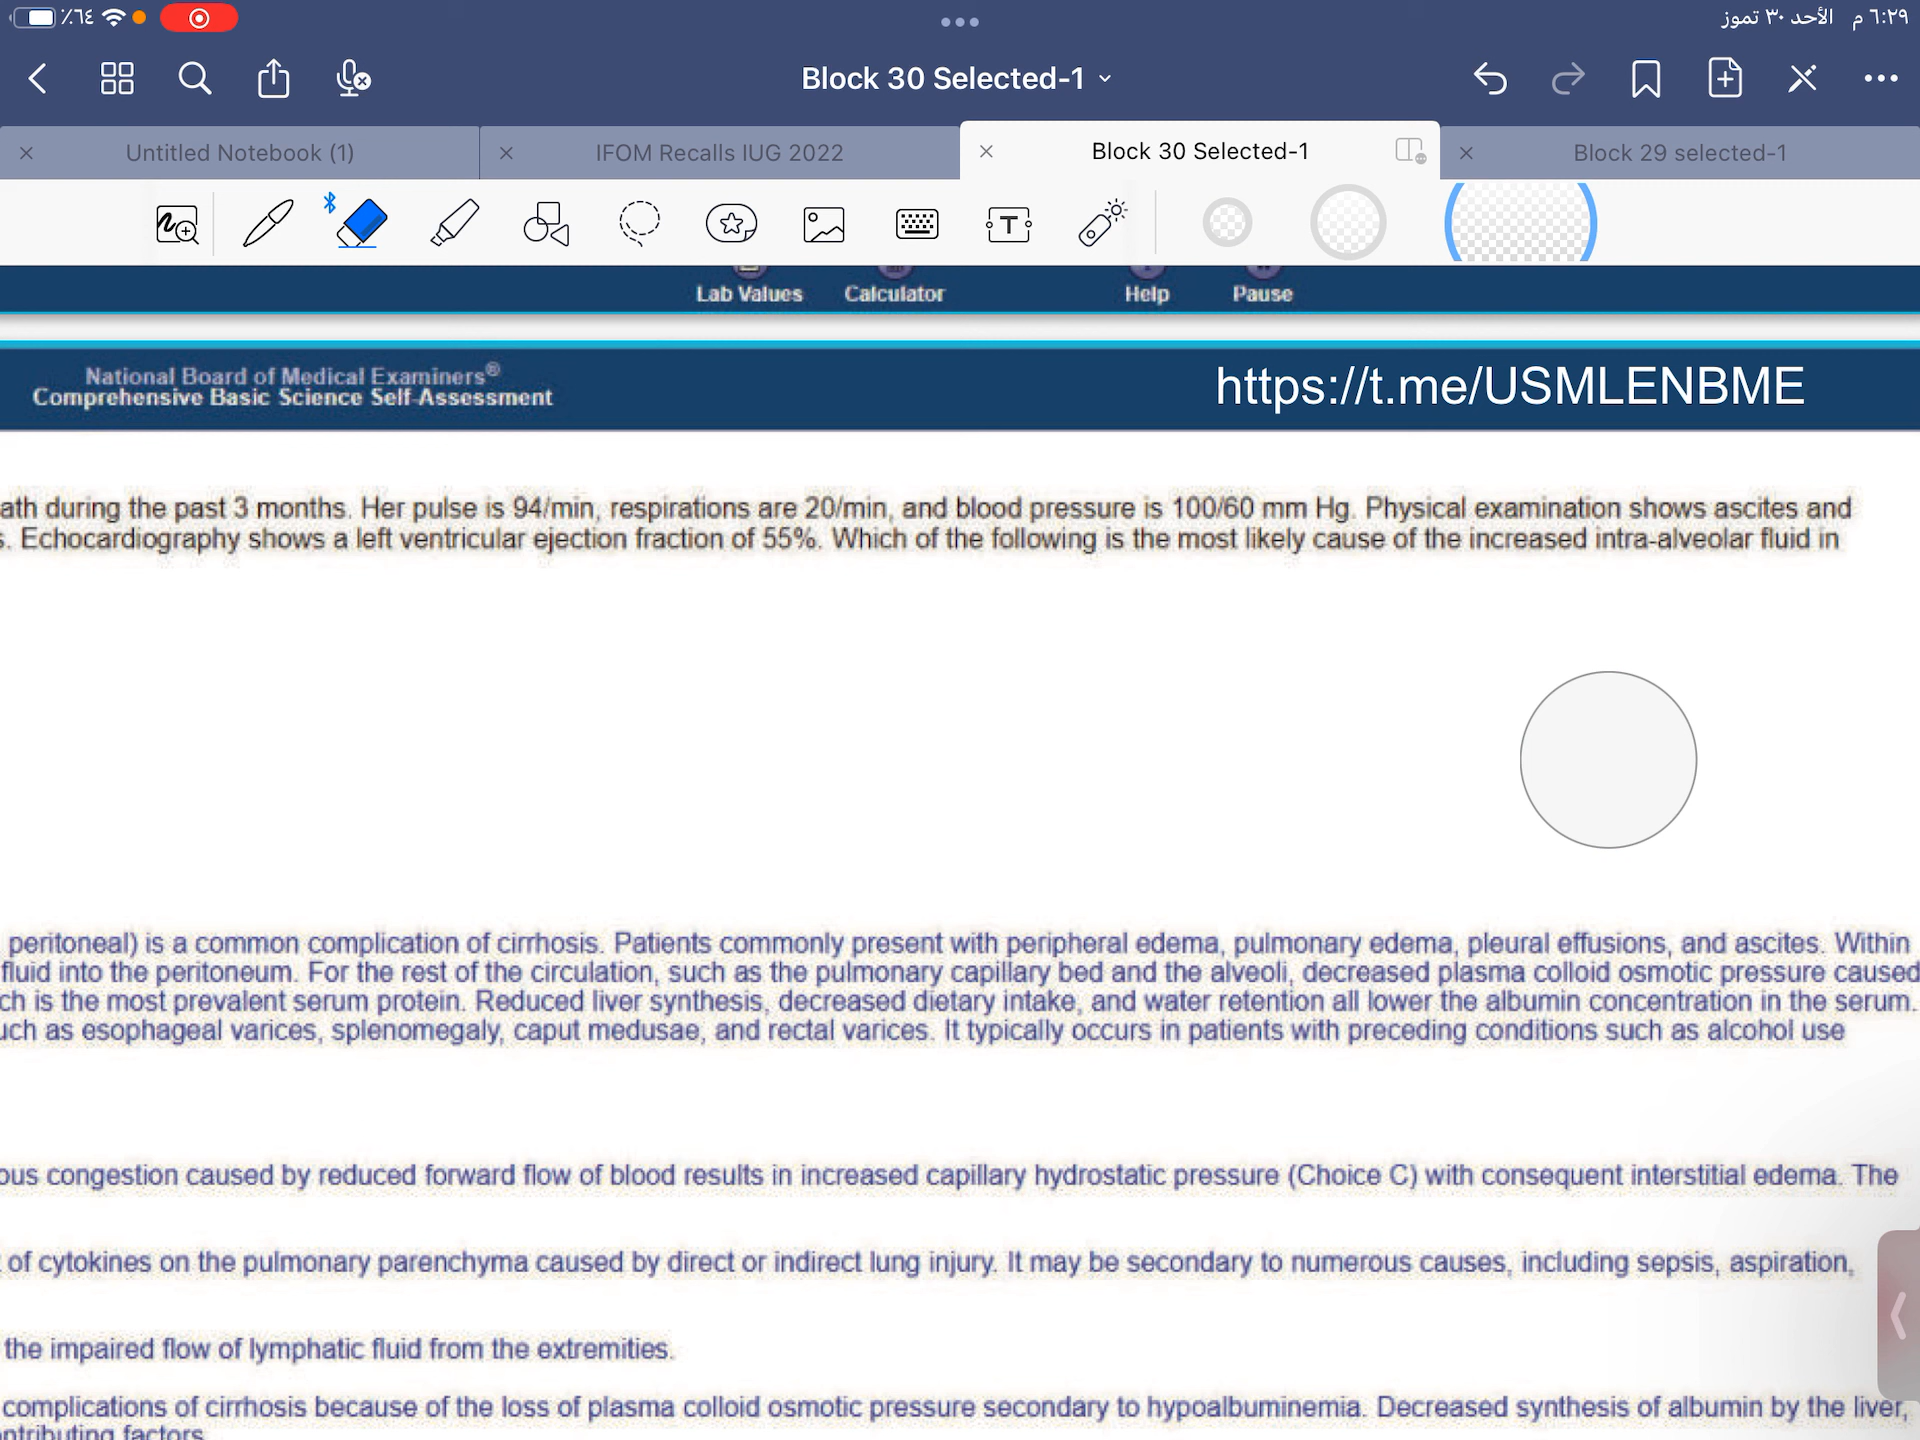 ٪٦٤
٦:٢٩ م الأحد ٣٠ تموز
Block 30 Selected-1
Untitled Notebook (1)
IFOM Recalls IUG 2022
Block 30 Selected-1
Block 29 selected-1
T
Lab Values
Calculator
Help
Pause
National Board of Medical Examiners®
Comprehensive Basic Science Self-Assessment
https://t.me/USMLENBME
ath during the past 3 months. Her pulse is 94/min, respirations are 20/min, and blood pressure is 100/60 mm Hg. Physical examination shows ascites and
s. Echocardiography shows a left ventricular ejection fraction of 55%. Which of the following is the most likely cause of the increased intra-alveolar fluid in
peritoneal) is a common complication of cirrhosis. Patients commonly present with peripheral edema, pulmonary edema, pleural effusions, and ascites. Within
fluid into the peritoneum. For the rest of the circulation, such as the pulmonary capillary bed and the alveoli, decreased plasma colloid osmotic pressure caused
ch is the most prevalent serum protein. Reduced liver synthesis, decreased dietary intake, and water retention all lower the albumin concentration in the serum.
uch as esophageal varices, splenomegaly, caput medusae, and rectal varices. It typically occurs in patients with preceding conditions such as alcohol use
ous congestion caused by reduced forward flow of blood results in increased capillary hydrostatic pressure (Choice C) with consequent interstitial edema. The
of cytokines on the pulmonary parenchyma caused by direct or indirect lung injury. It may be secondary to numerous causes, including sepsis, aspiration,
the impaired flow of lymphatic fluid from the extremities.
complications of cirrhosis because of the loss of plasma colloid osmotic pressure secondary to hypoalbuminemia. Decreased synthesis of albumin by the liver,
ntributing factors